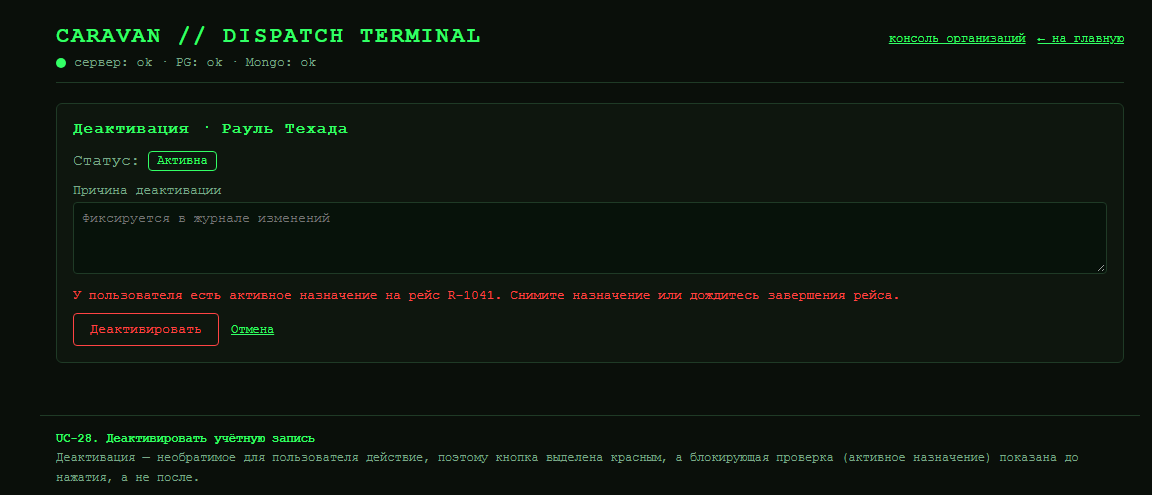 CARAVAN // DISPATCH TERMINAL
консоль организаций ← на главную
сервер: ok · PG: ok · Mongo: ok
Деактивация · Рауль Техада
Статус: Активна
Причина деактивации
Фиксируется в журнале изменений
У пользователя есть активное назначение на рейс R-1041. Снимите назначение или дождитесь завершения рейса.
Деактивировать Отмена
UC-28. Деактивировать учётную запись
Деактивация — необратимое для пользователя действие, поэтому кнопка выделена красным, а блокирующая проверка (активное назначение) показана до
нажатия, а не после.